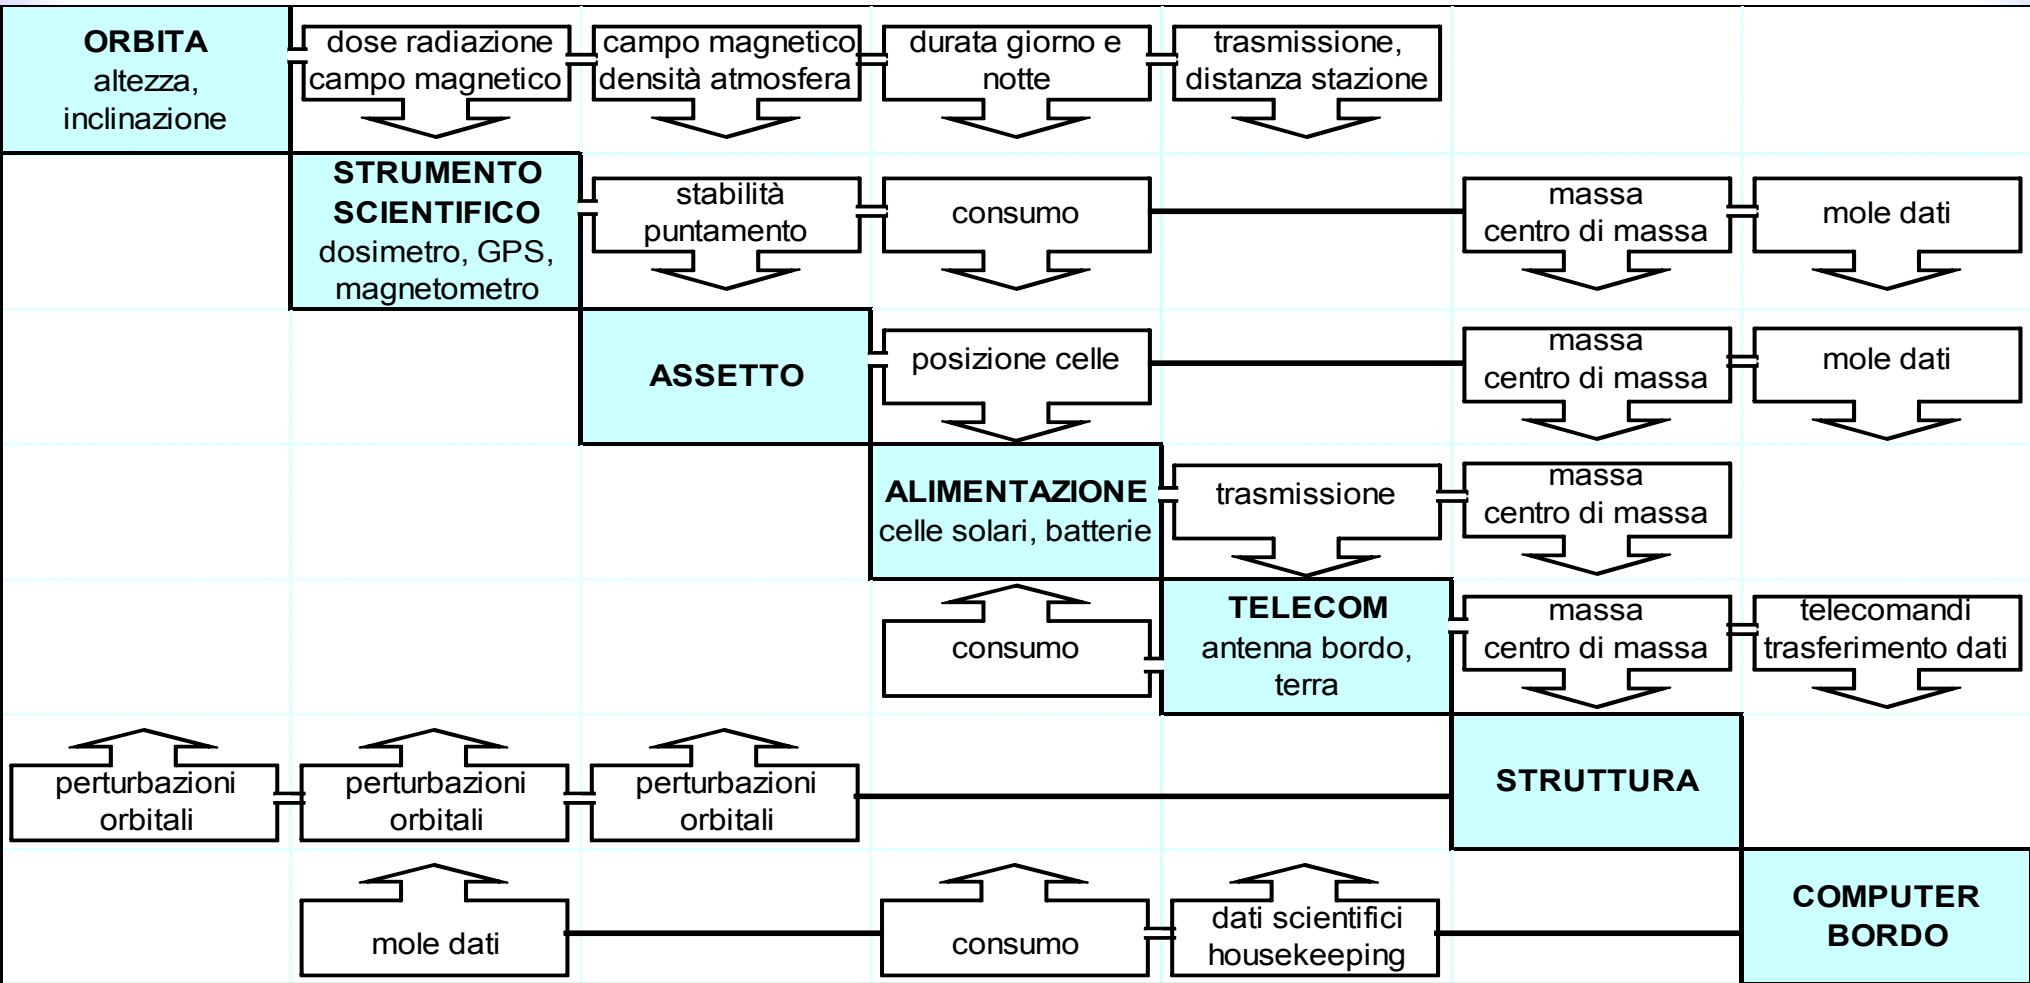 ORBITA
altezza,
inclinazione
dose radiazione
campo magnetico
campo magnetico
densità atmosfera
durata giorno e
notte
trasmissione,
distanza stazione
STRUMENTO
SCIENTIFICO
dosimetro, GPS,
magnetometro
stabilità
puntamento
consumo
massa
centro di massa
mole dati
ASSETTO
posizione celle
massa
centro di massa
mole dati
ALIMENTAZIONE
celle solari, batterie
trasmissione
massa
centro di massa
consumo
TELECOM
antenna bordo,
terra
massa
centro di massa
telecomandi
trasferimento dati
perturbazioni
orbitali
perturbazioni
orbitali
perturbazioni
orbitali
STRUTTURA
mole dati
consumo
dati scientifici
housekeeping
COMPUTER
BORDO